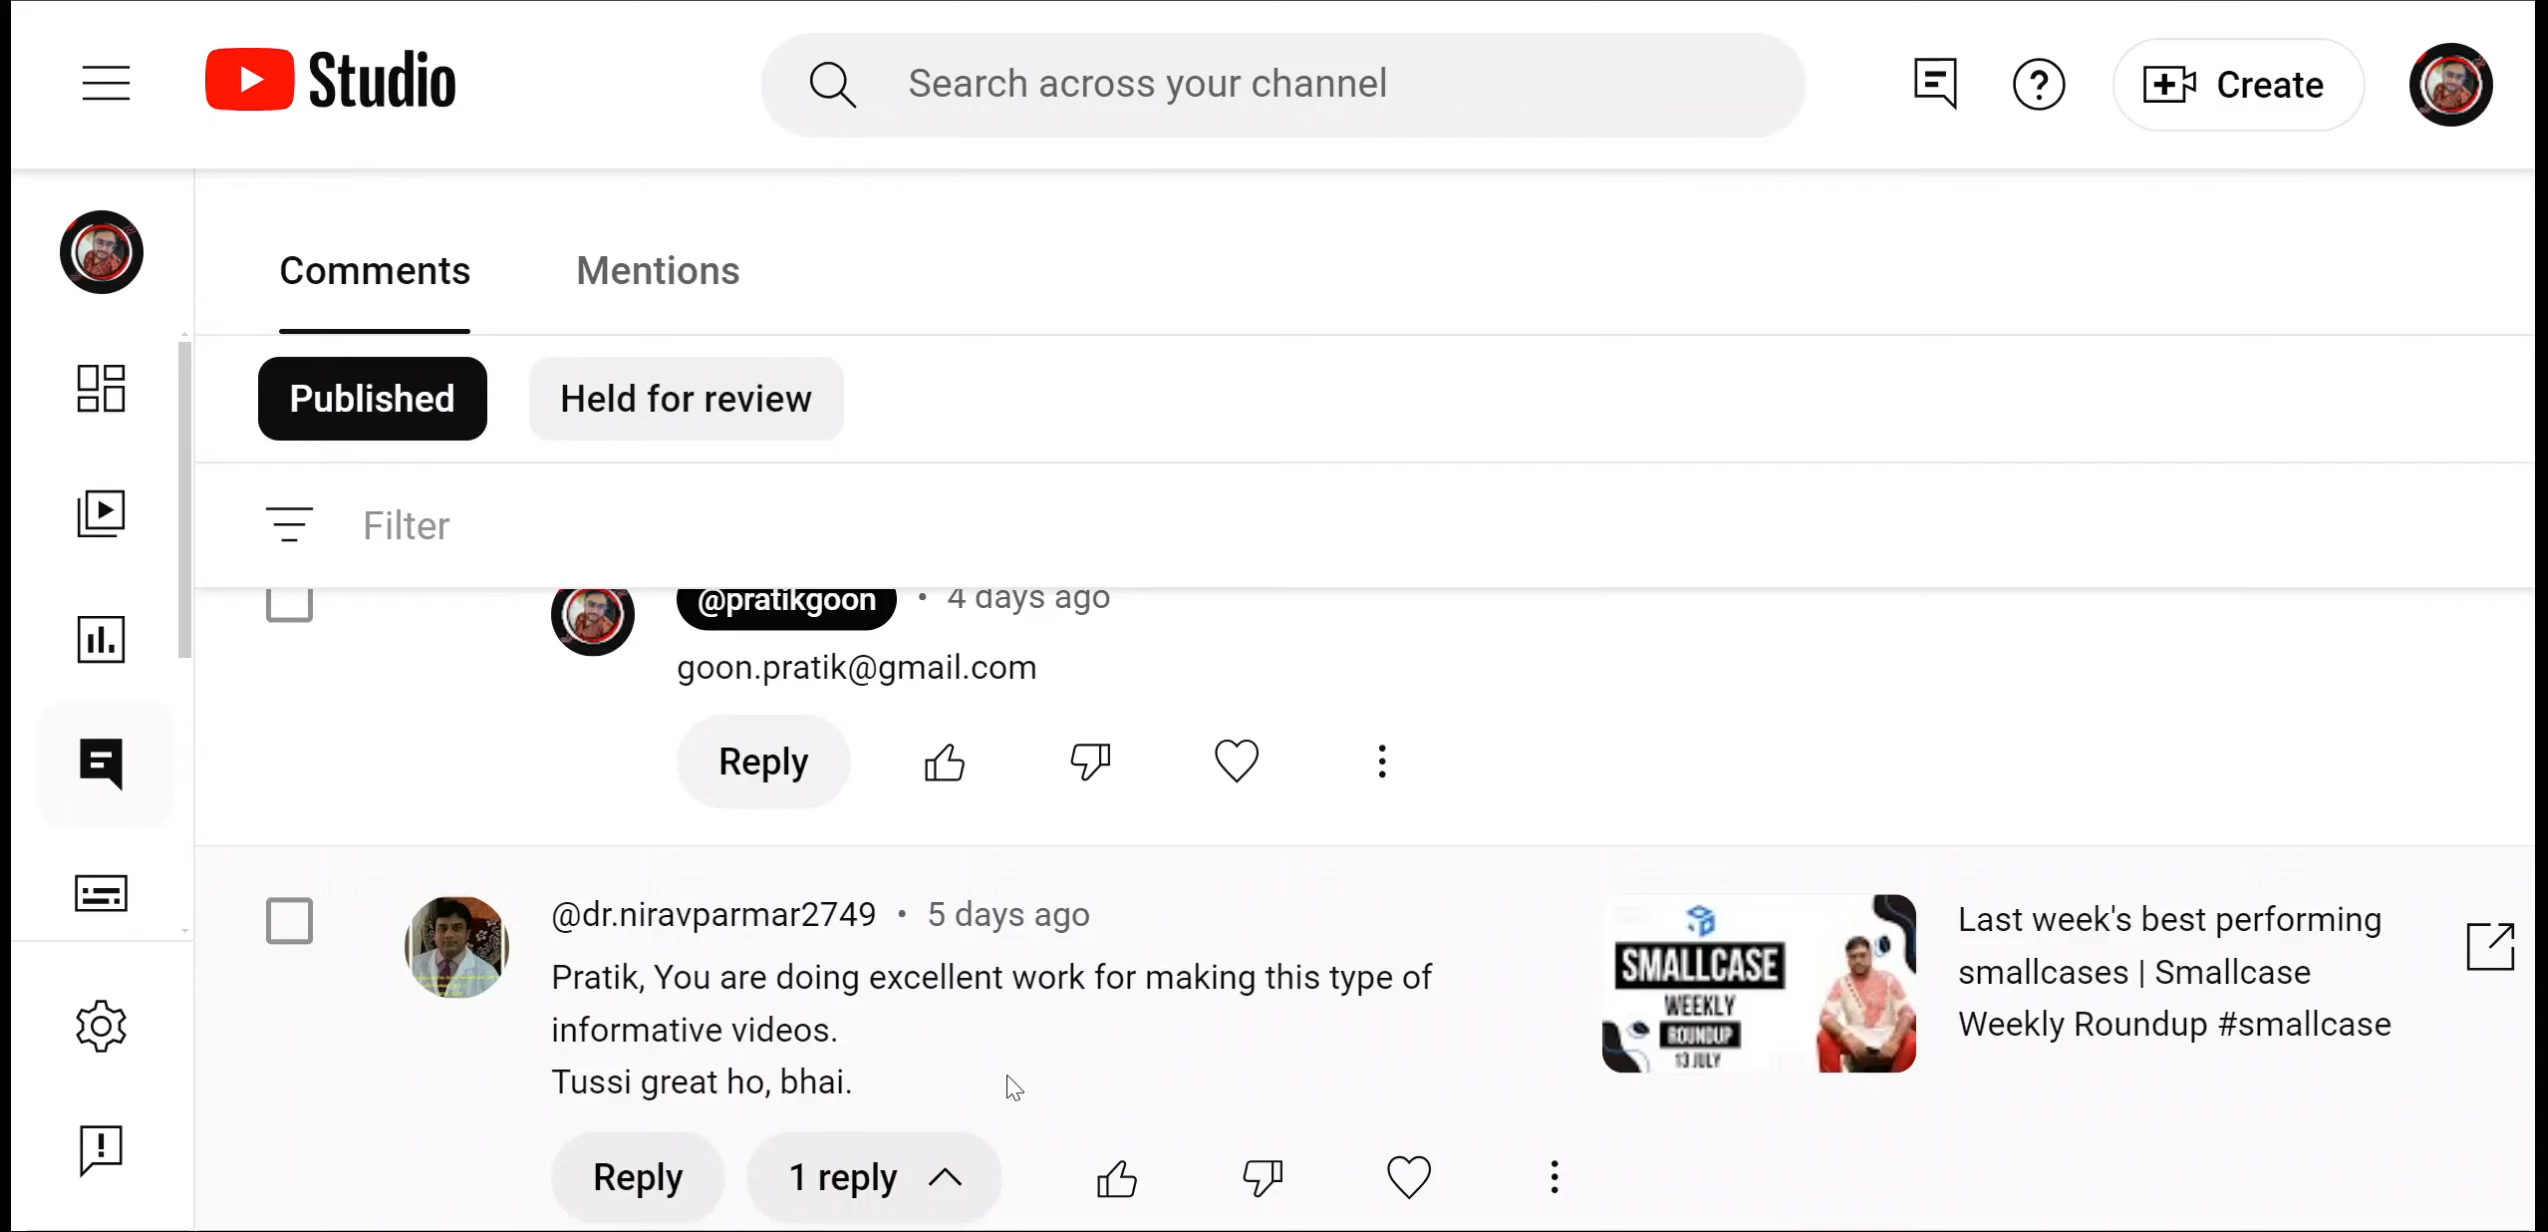 Studio
Search across your channel
Create
Comments
Mentions
Published
Held for review
Filter
@pratikgoon • 4 days ago
goon.pratik@gmail.com
Reply
@dr.niravparmar2749 • 5 days ago
Pratik, You are doing excellent work for making this type of
informative videos.
Tussi great ho, bhai.
Reply
1 reply
SMALLCASE
WEEKLY
ROUNDUP
13 JULY
Last week's best performing
smallcases | Smallcase
Weekly Roundup #smallcase